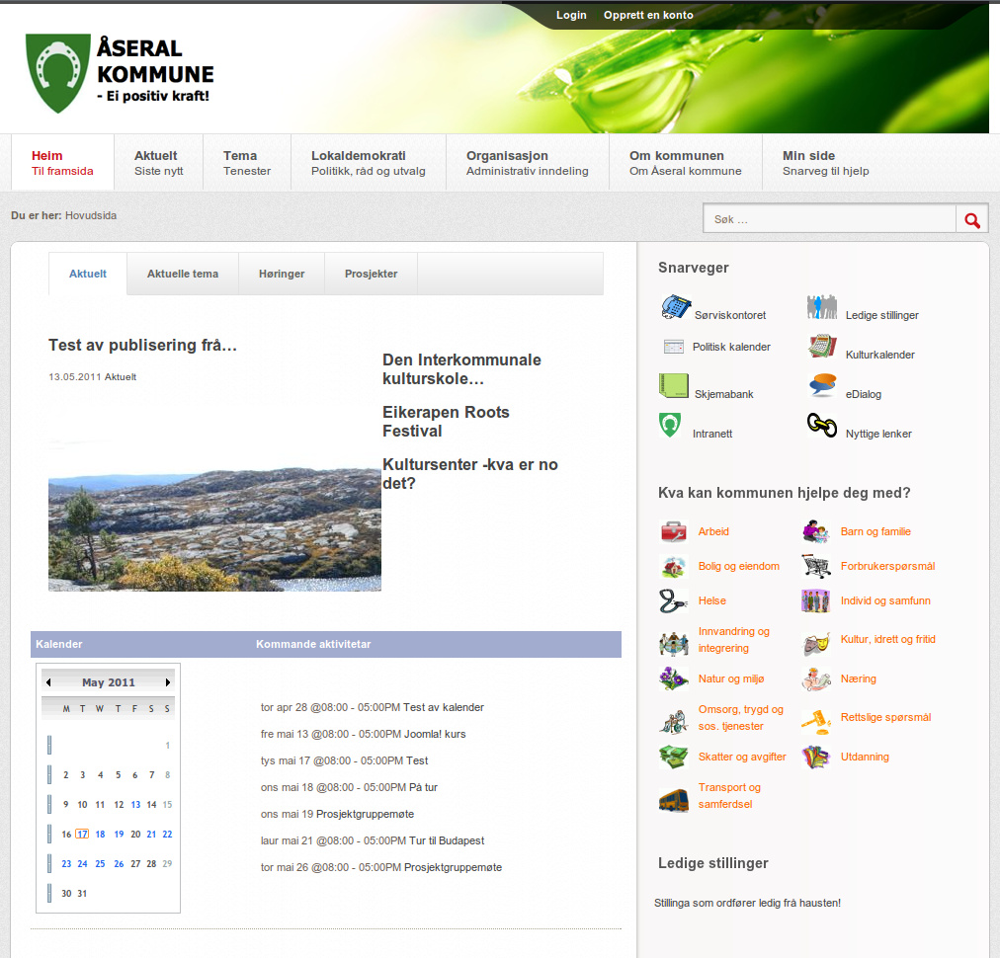 Login Opprett en konto
ÅSERAL
KOMMUNE
- Ei positiv kraft!
Heim Aktuelt Tema Lokaldemokrati Organisasjon Om kommunen Min side
Til framsida Siste nytt Tenester Politikk, råd og utvalg Administrativ inndeling Om Åseral kommune Snarveg til hjelp
Du er her: Hovudsida
Søk ...
Aktuelt Aktuelle tema Høringer Prosjekter
Test av publisering frå...
13.05.2011 Aktuelt
Den Interkommunale
kulturskole...
Eikerapen Roots
Festival
Kultursenter -kva er no
det?
Kalender Kommande aktivitetar
May 2011
M T W T F S S
1
2 3 4 5 6 7 8
9 10 11 12 13 14 15
16 17 18 19 20 21 22
23 24 25 26 27 28 29
30 31
tor apr 28 @08:00 - 05:00PM Test av kalender
fre mai 13 @08:00 - 05:00PM Joomla! kurs
tys mai 17 @08:00 - 05:00PM Test
ons mai 18 @08:00 - 05:00PM På tur
ons mai 19 Prosjektgruppemøte
laur mai 21 @08:00 - 05:00PM Tur til Budapest
tor mai 26 @08:00 - 05:00PM Prosjektgruppemøte
Snarveger
Sørviskontoret Ledige stillinger
Politisk kalender Kulturkalender
Skjemabank eDialog
Intranett Nyttige lenker
Kva kan kommunen hjelpe deg med?
Arbeid Barn og familie
Bolig og eiendom Forbrukerspørsmål
Helse Individ og samfunn
Innvandring og
integrering
Kultur, idrett og fritid
Natur og miljø Næring
Omsorg, trygd og
sos. tjenester
Rettslige spørsmål
Skatter og avgifter Utdanning
Transport og
samferdsel
Ledige stillinger
Stillinga som ordfører ledig frå hausten!